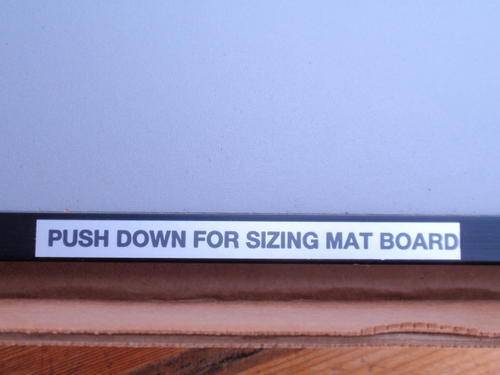 PUSH DOWN FOR SIZING MAT BOARD